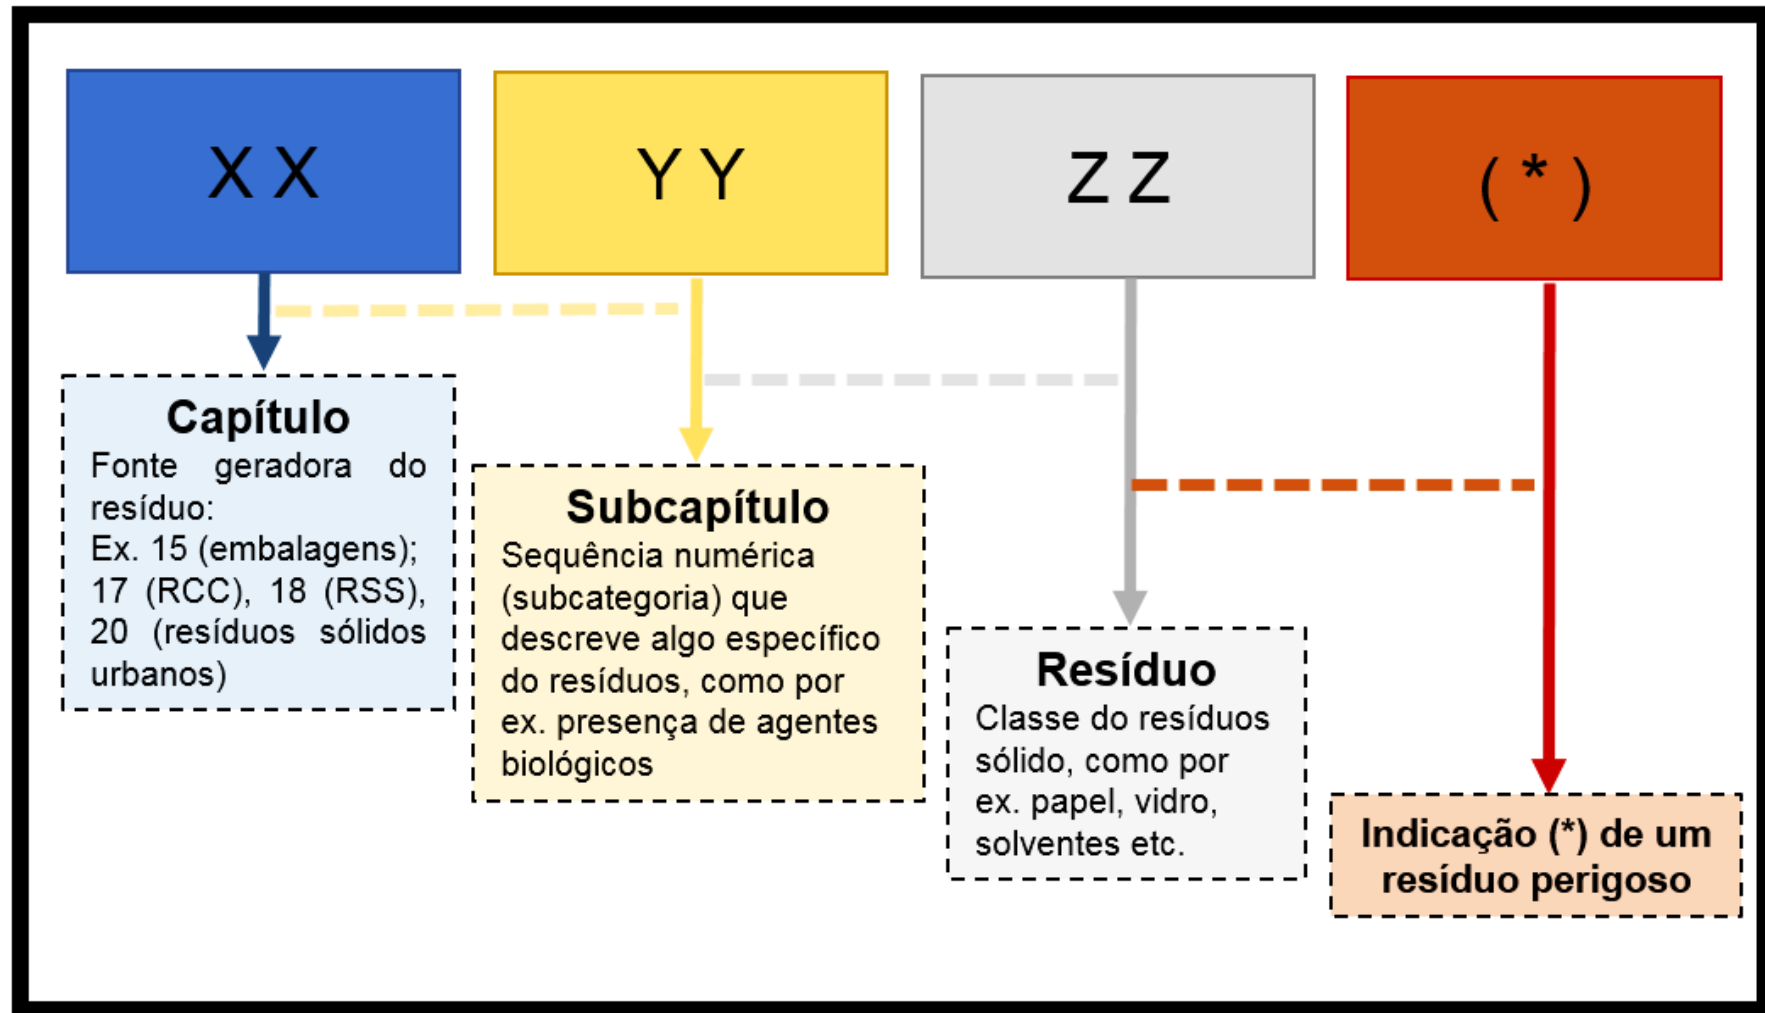 X X
Y Y
Z Z
( * )
Capítulo
Fonte geradora do
resíduo:
Ex. 15 (embalagens);
17 (RCC), 18 (RSS),
20 (resíduos sólidos
urbanos)
Subcapítulo
Sequência numérica
(subcategoria) que
descreve algo específico
do resíduos, como por
ex. presença de agentes
biológicos
Resíduo
Classe do resíduos
sólido, como por
ex. papel, vidro,
solventes etc.
Indicação (*) de um
resíduo perigoso